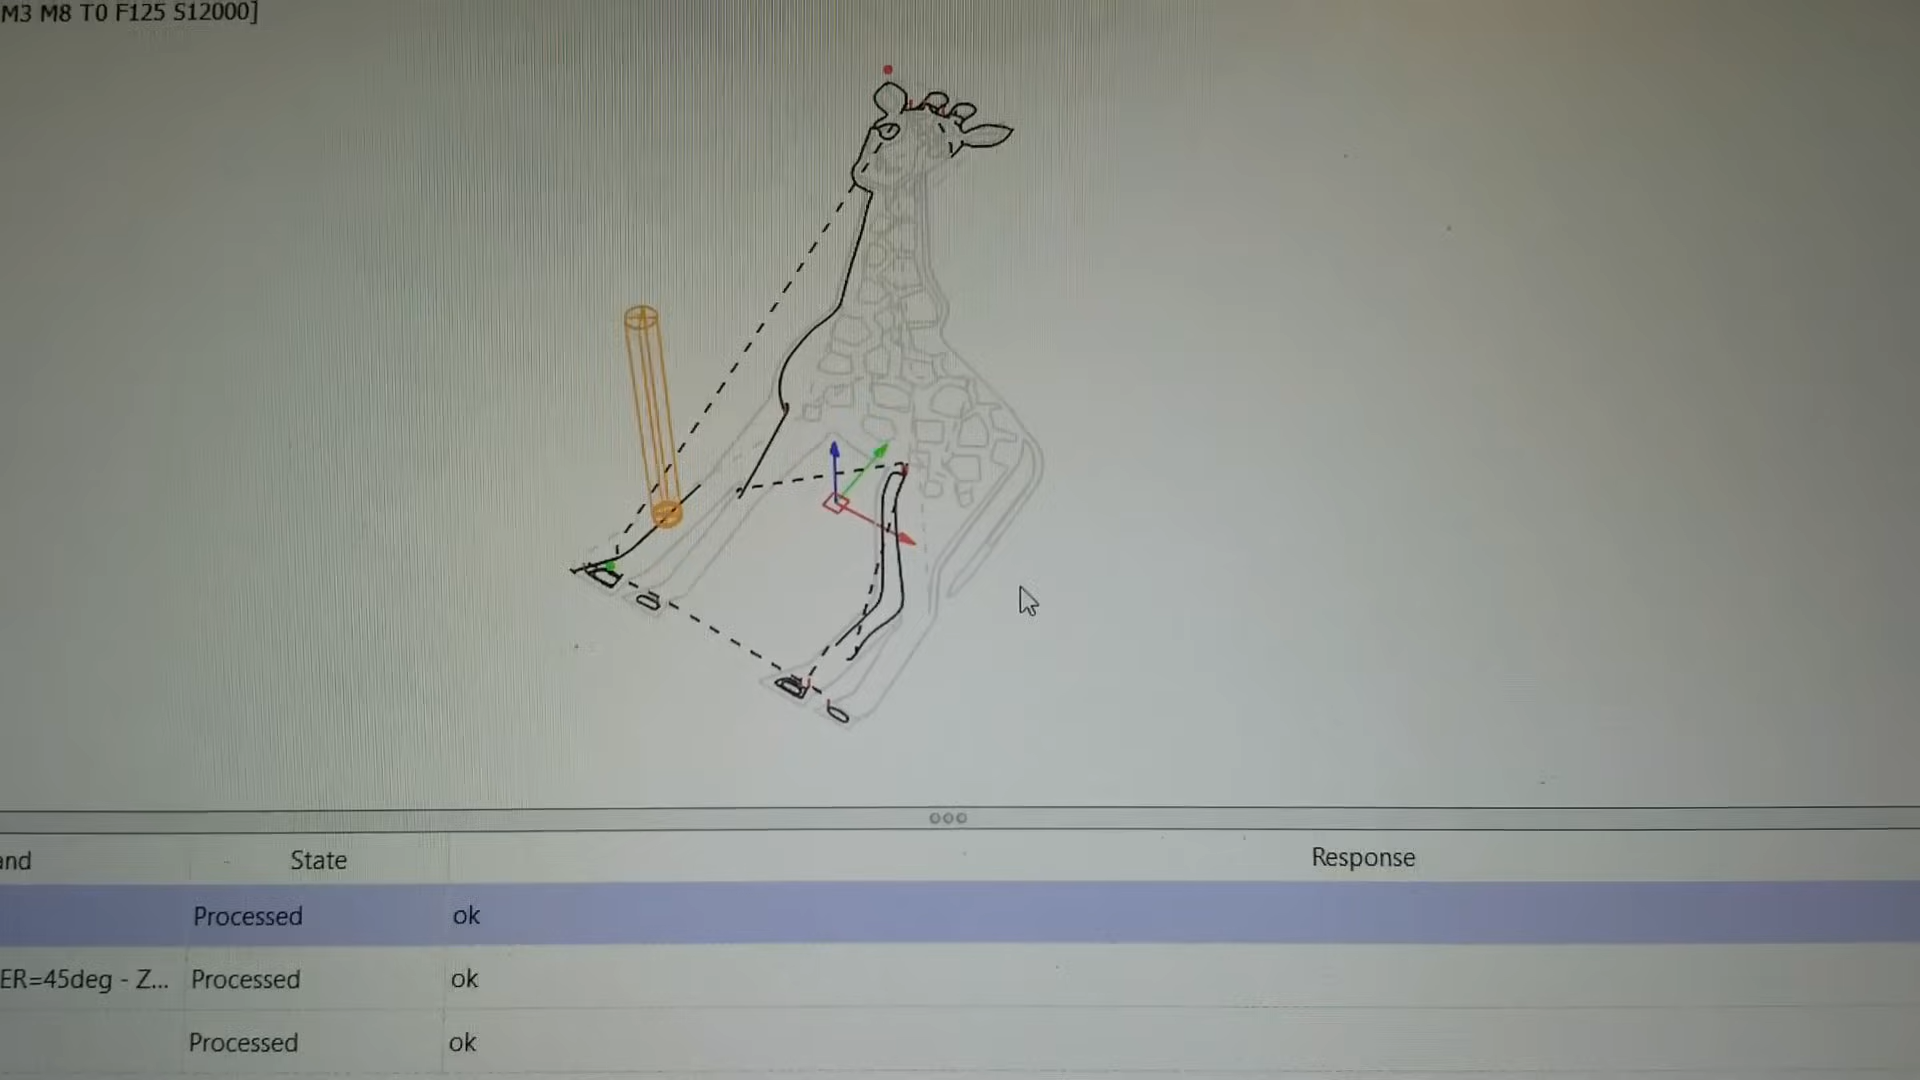 M3 M8 T0 F125 S12000]
and
State
Response
Processed
ok
ER=45deg - Z...
Processed
ok
Processed
ok